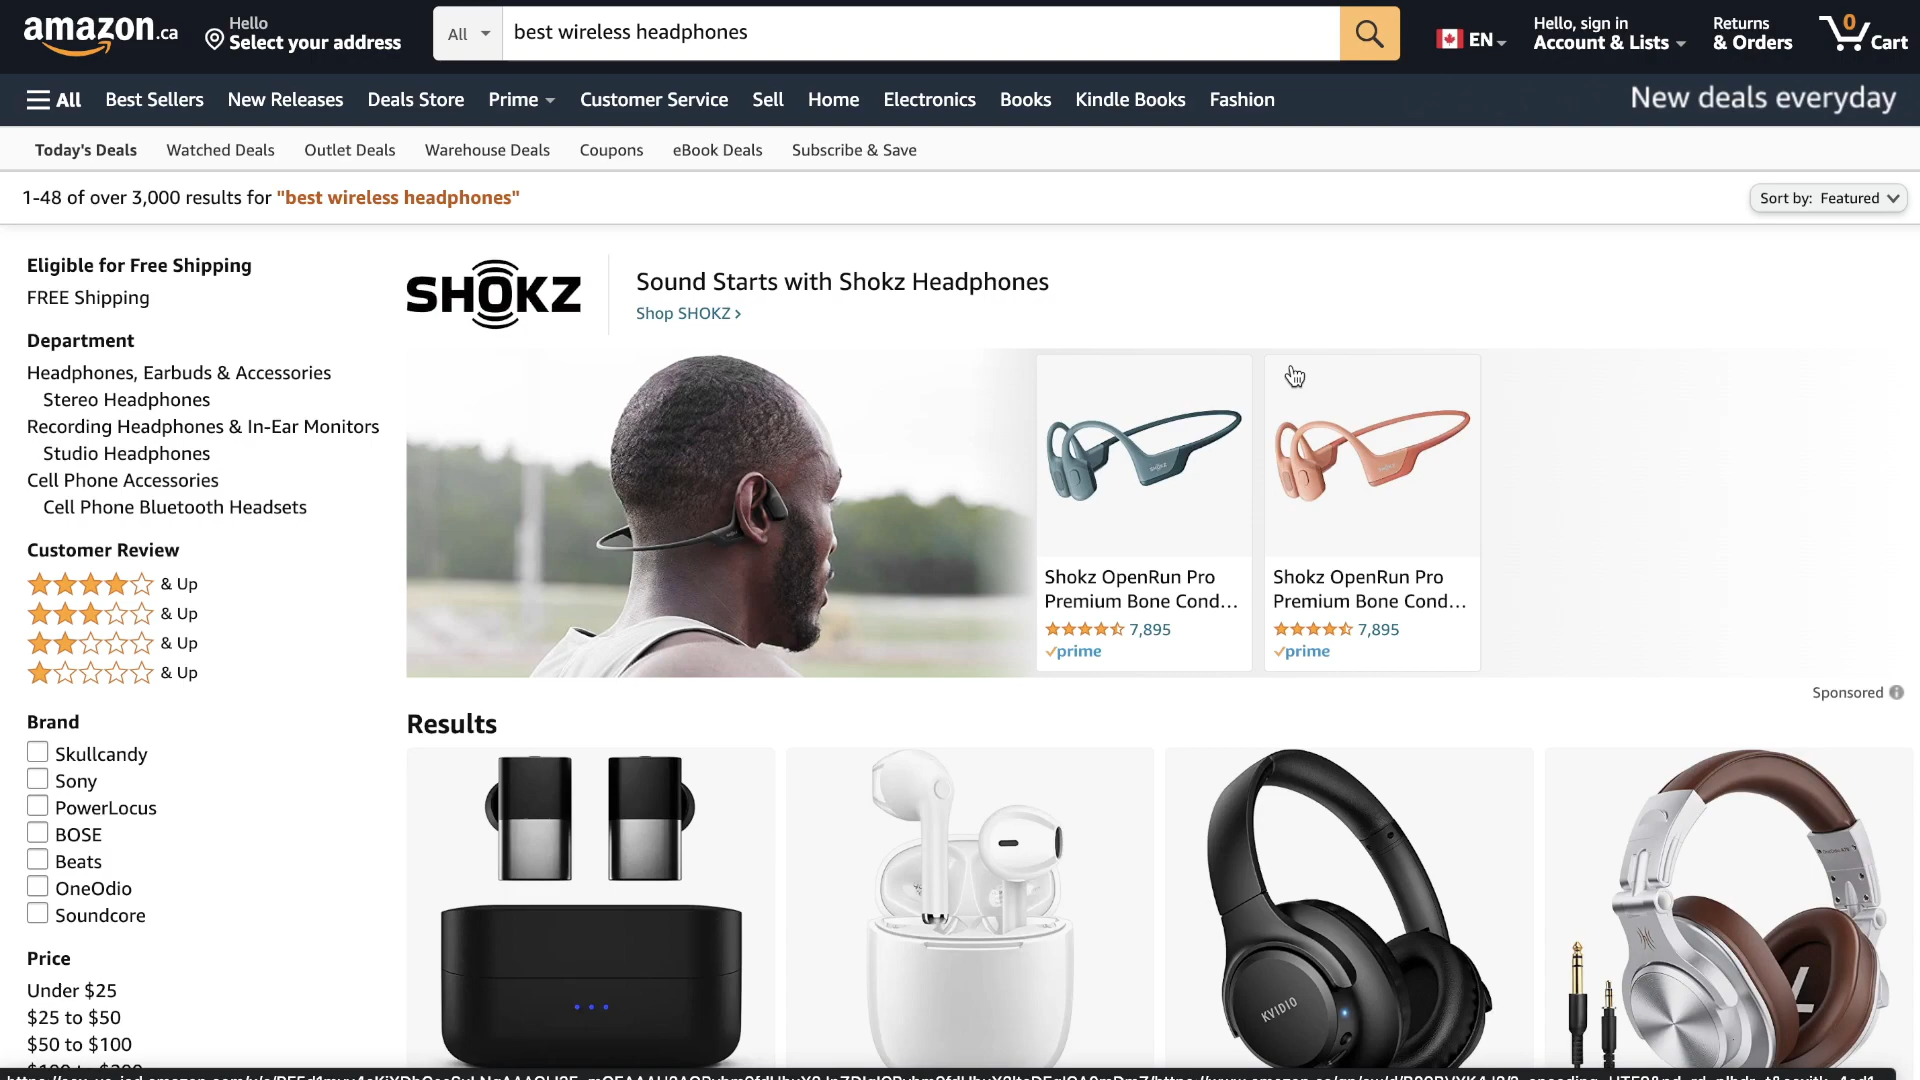 amazon.ca
Hello
Select your address
All
best wireless headphones
EN
Hello, sign in
Account & Lists
Returns
& Orders
0
Cart
All
Best Sellers
New Releases
Deals Store
Prime
Customer Service
Sell
Home
Electronics
Books
Kindle Books
Fashion
New deals everyday
Today's Deals
Watched Deals
Outlet Deals
Warehouse Deals
Coupons
eBook Deals
Subscribe & Save
1-48 of over 3,000 results for "best wireless headphones"
Sort by: Featured
Eligible for Free Shipping
FREE Shipping
Department
Headphones, Earbuds & Accessories
Stereo Headphones
Recording Headphones & In-Ear Monitors
Studio Headphones
Cell Phone Accessories
Cell Phone Bluetooth Headsets
Customer Review
& Up
& Up
& Up
& Up
Brand
Skullcandy
Sony
PowerLocus
BOSE
Beats
OneOdio
Soundcore
Price
Under $25
$25 to $50
$50 to $100
SHOKZ
Sound Starts with Shokz Headphones
Shop SHOKZ ›
SHOKZ
Shokz OpenRun Pro
Premium Bone Cond...
7,895
prime
Shokz OpenRun Pro
Premium Bone Cond...
7,895
prime
Sponsored
Results
KVIDIO